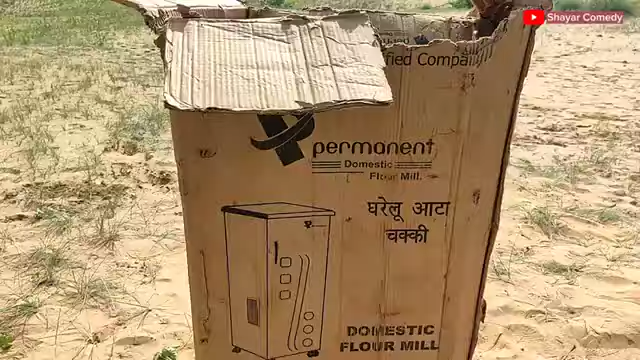 Shayar Comedy
fied Compa
permanent
Domestic
Flour Mill.
घरेलू आटा
चक्की
DOMESTIC
FLOUR MILL